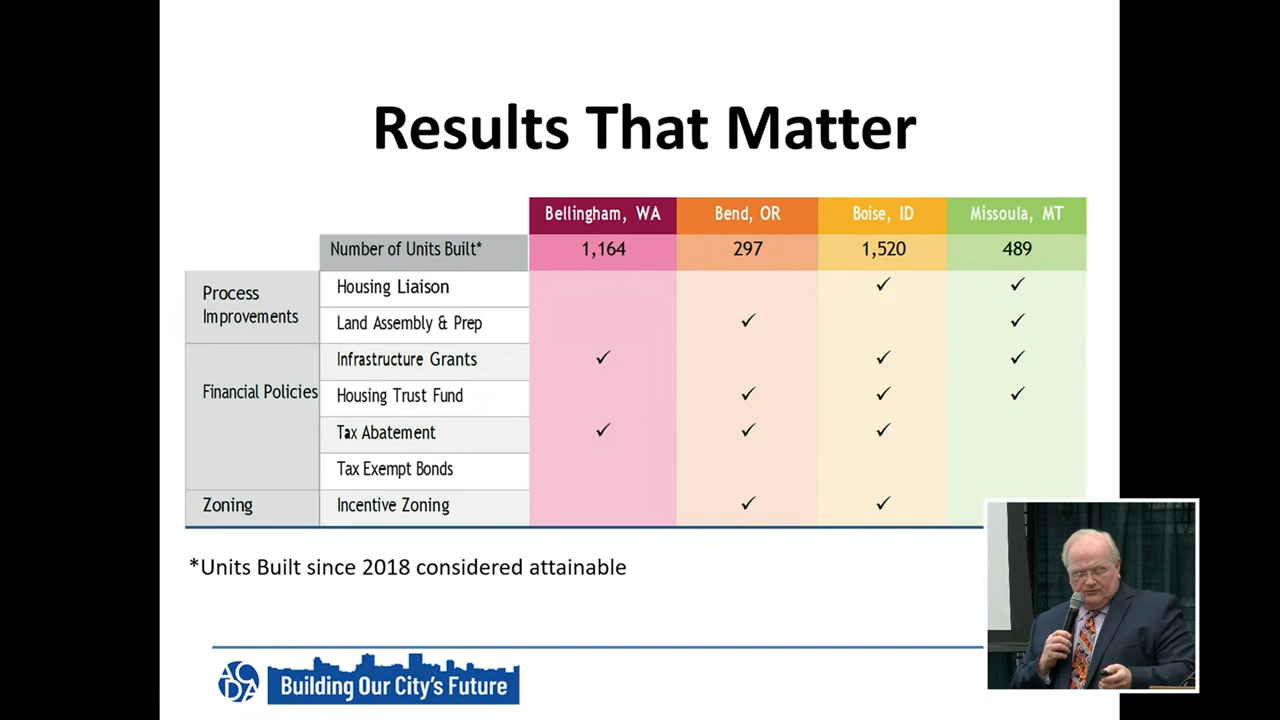 Results That Matter
Bellingham, WA Bend, OR Boise, ID Missoula, MT
Number of Units Built* 1,164 297 1,520 489
Process Improvements
Housing Liaison ✓ ✓
Land Assembly & Prep ✓ ✓
Financial Policies
Infrastructure Grants ✓ ✓ ✓
Housing Trust Fund ✓ ✓ ✓
Tax Abatement ✓ ✓ ✓
Tax Exempt Bonds
Zoning
Incentive Zoning ✓ ✓
*Units Built since 2018 considered attainable
ACDA
Building Our City's Future